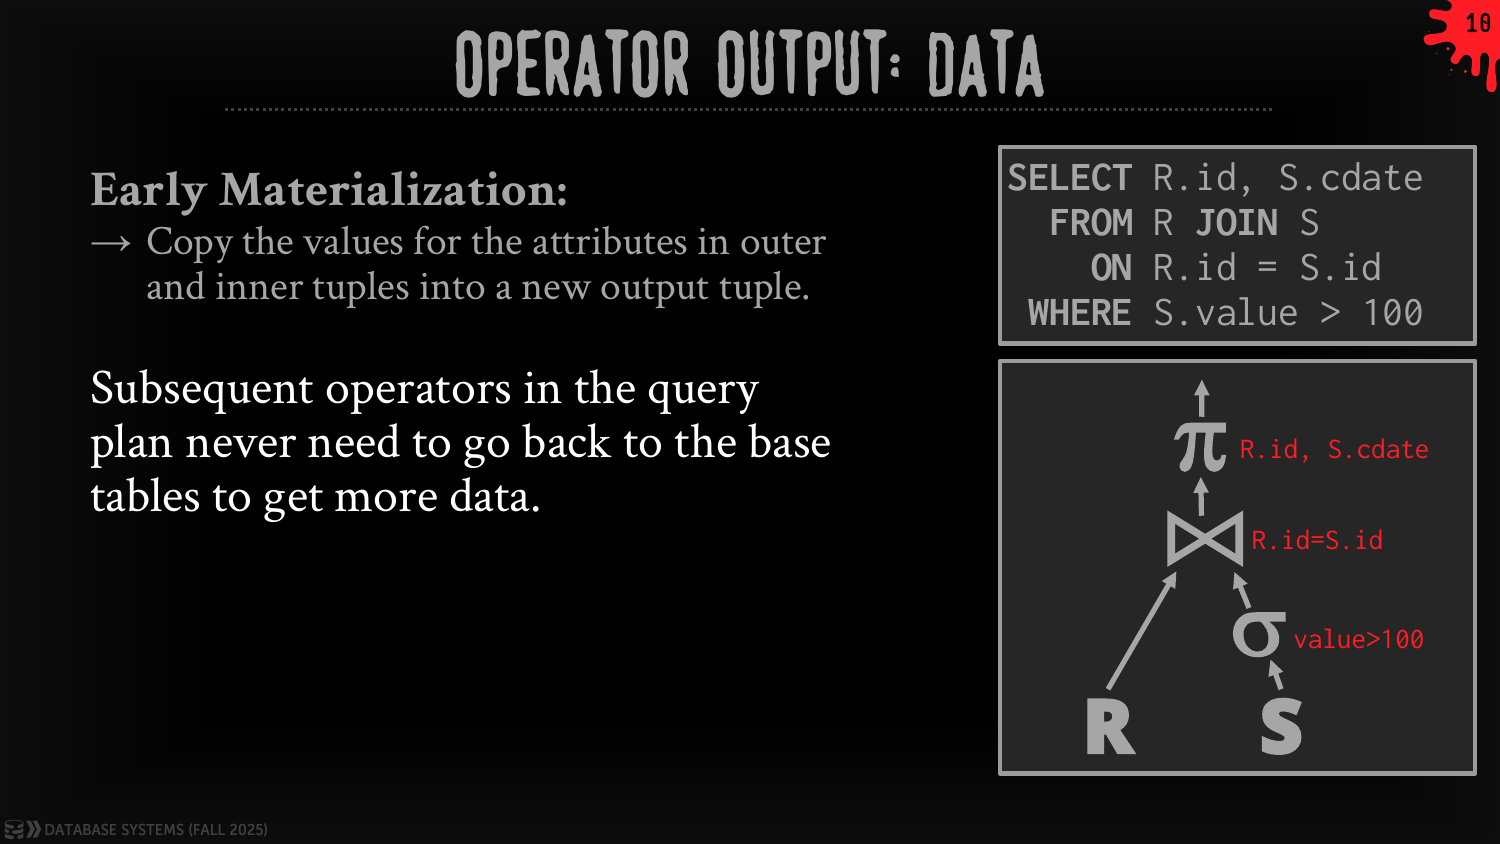 10
OPERATOR OUTPUT: DATA
Early Materialization:
→ Copy the values for the attributes in outer
and inner tuples into a new output tuple.
Subsequent operators in the query
plan never need to go back to the base
tables to get more data.
SELECT R.id, S.cdate
FROM R JOIN S
ON R.id = S.id
WHERE S.value > 100
π R.id, S.cdate
⋈ R.id=S.id
σ value>100
R S
DATABASE SYSTEMS (FALL 2025)